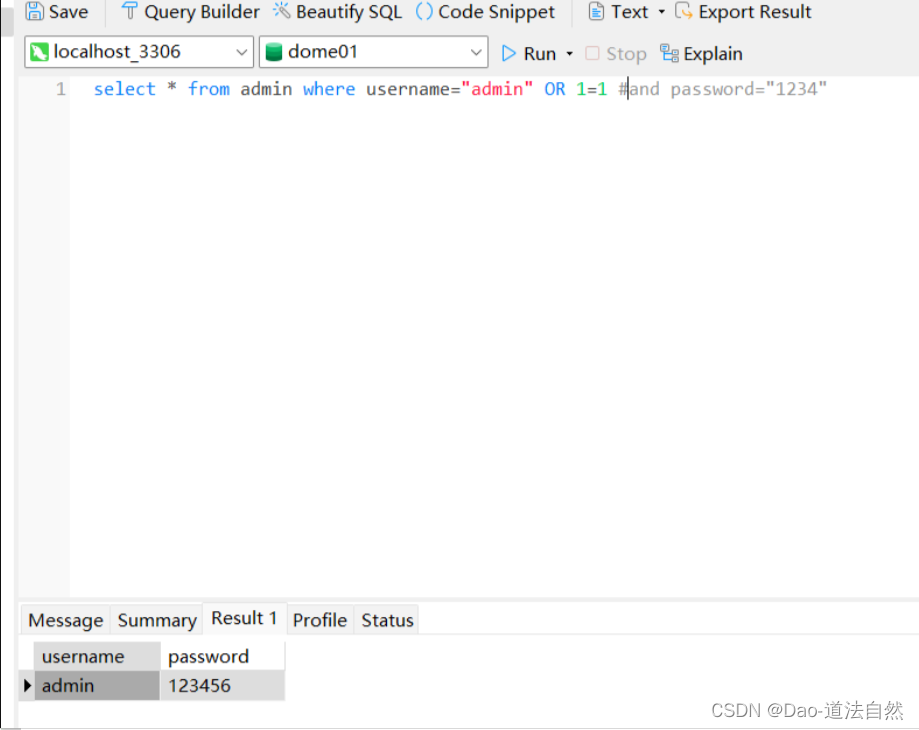 Save Query Builder Beautify SQL () Code Snippet Text Export Result
localhost_3306 dome01 Run Stop Explain
1 select * from admin where username="admin" OR 1=1 #and password="1234"
Message Summary Result 1 Profile Status
username password
admin 123456
CSDN @Dao-道法自然